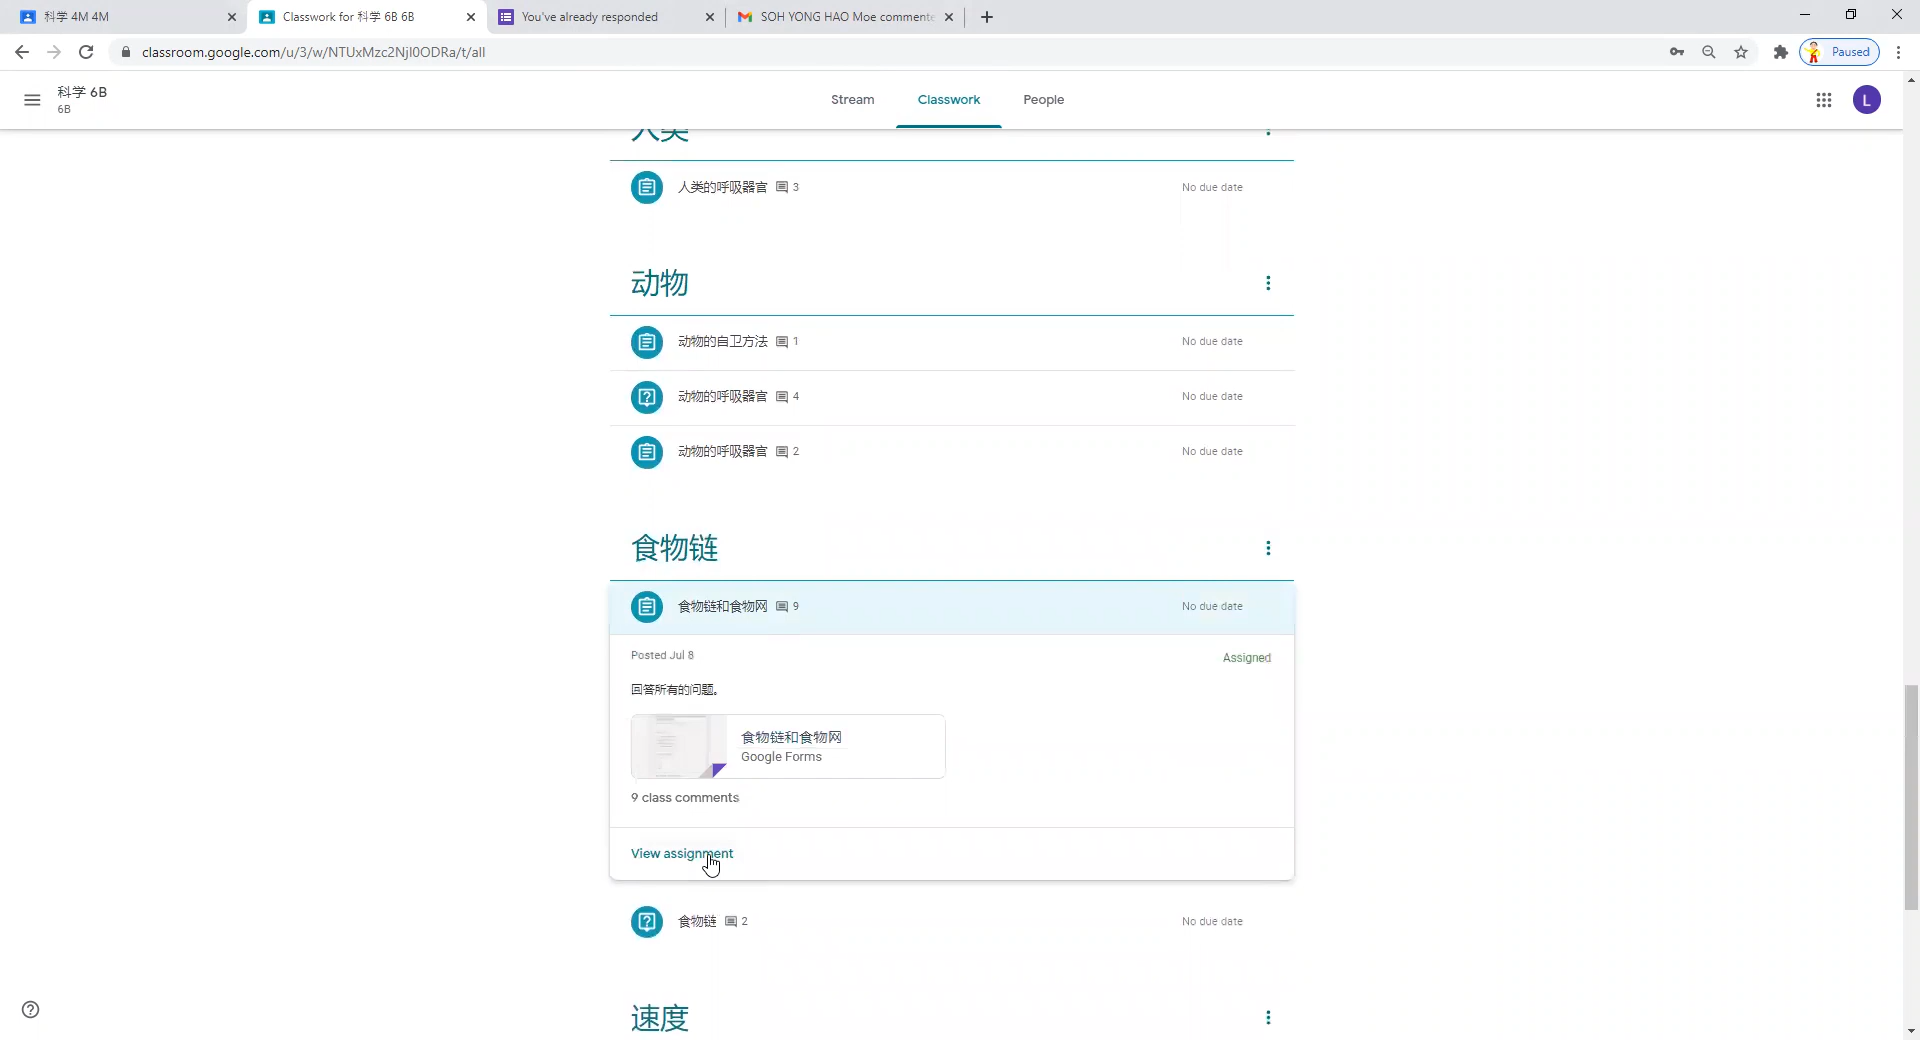 科学 4M 4M
Classwork for 科学 6B 6B
You've already responded
SOH YONG HAO Moe commente
classroom.google.com/u/3/w/NTUxMzc2NjI0ODRa/t/all
Paused
科学 6B
6B
Stream
Classwork
People
L
人类
人类的呼吸器官 3
No due date
动物
动物的自卫方法 1
No due date
动物的呼吸器官 4
No due date
动物的呼吸器官 2
No due date
食物链
食物链和食物网 9
No due date
Posted Jul 8
Assigned
回答所有的问题。
食物链和食物网
Google Forms
9 class comments
View assignment
食物链 2
No due date
速度